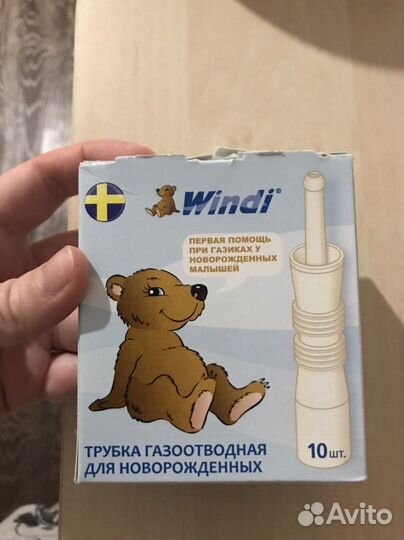 Windi®
ПЕРВАЯ ПОМОЩЬ
ПРИ ГАЗИКАХ У
НОВОРОЖДЕННЫХ
МАЛЫШЕЙ
10 шт.
ТРУБКА ГАЗООТВОДНАЯ
ДЛЯ НОВОРОЖДЕННЫХ
Avito